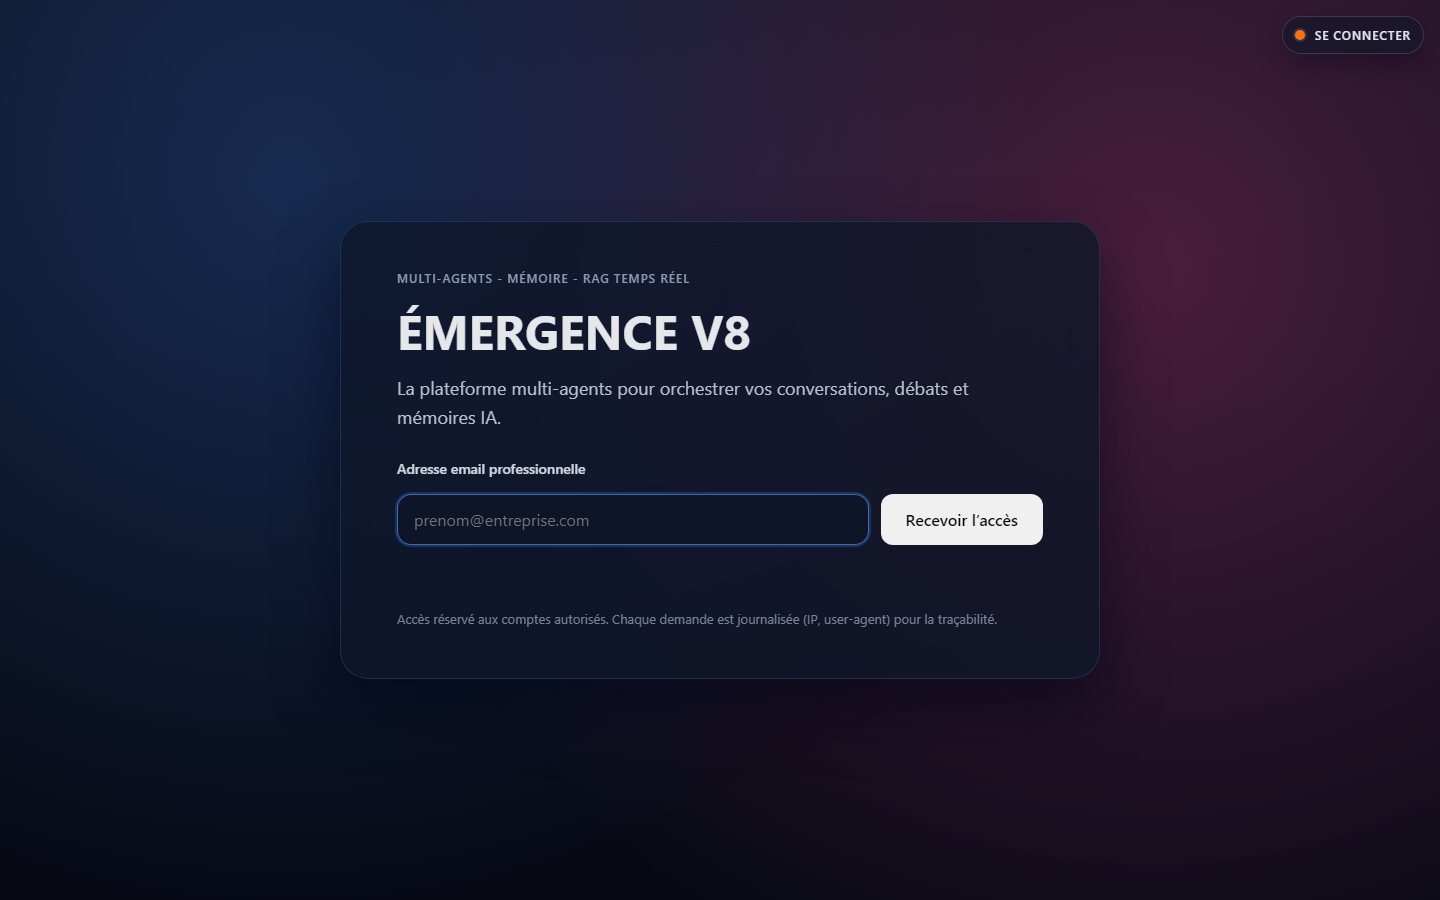 SE CONNECTER
MULTI-AGENTS - MÉMOIRE - RAG TEMPS RÉEL
ÉMERGENCE V8
La plateforme multi-agents pour orchestrer vos conversations, débats et
mémoires IA.
Adresse email professionnelle
prenom@entreprise.com
Recevoir l’accès
Accès réservé aux comptes autorisés. Chaque demande est journalisée (IP, user-agent) pour la traçabilité.